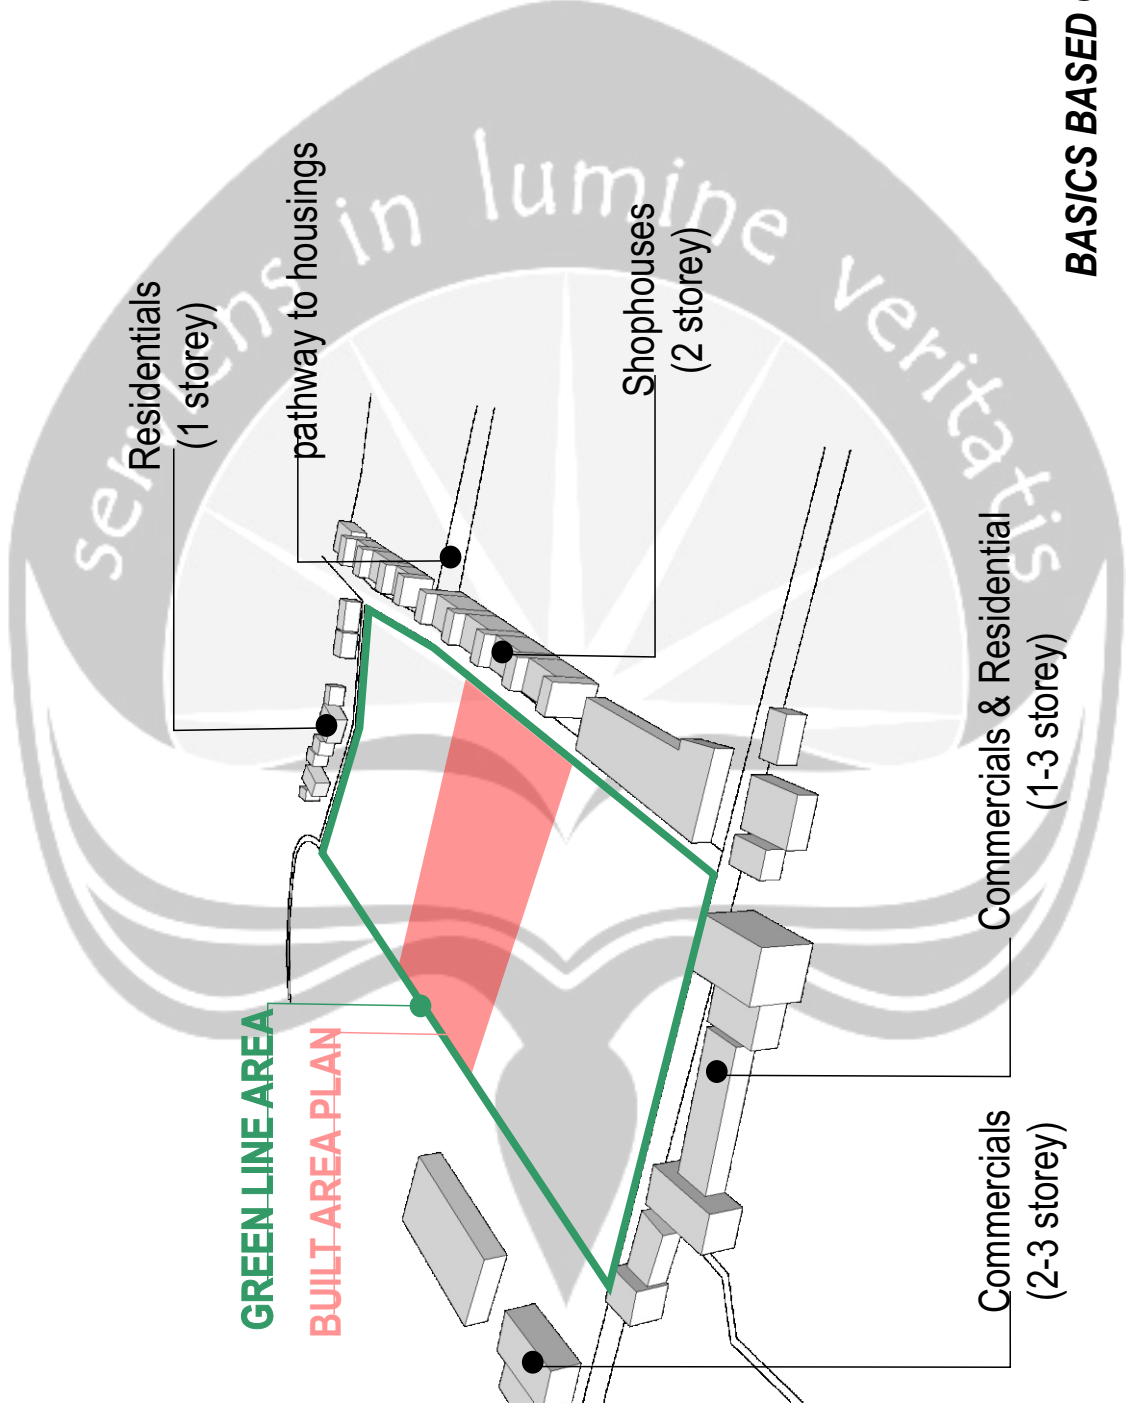 Residentials
(1 storey)
GREEN LINE AREA
pathway to housings
BUILT AREA PLAN
serviens in lumine veritatis
Shophouses
(2 storey)
Commercials
(2-3 storey)
Commercials & Residential
(1-3 storey)
BASICS BASED